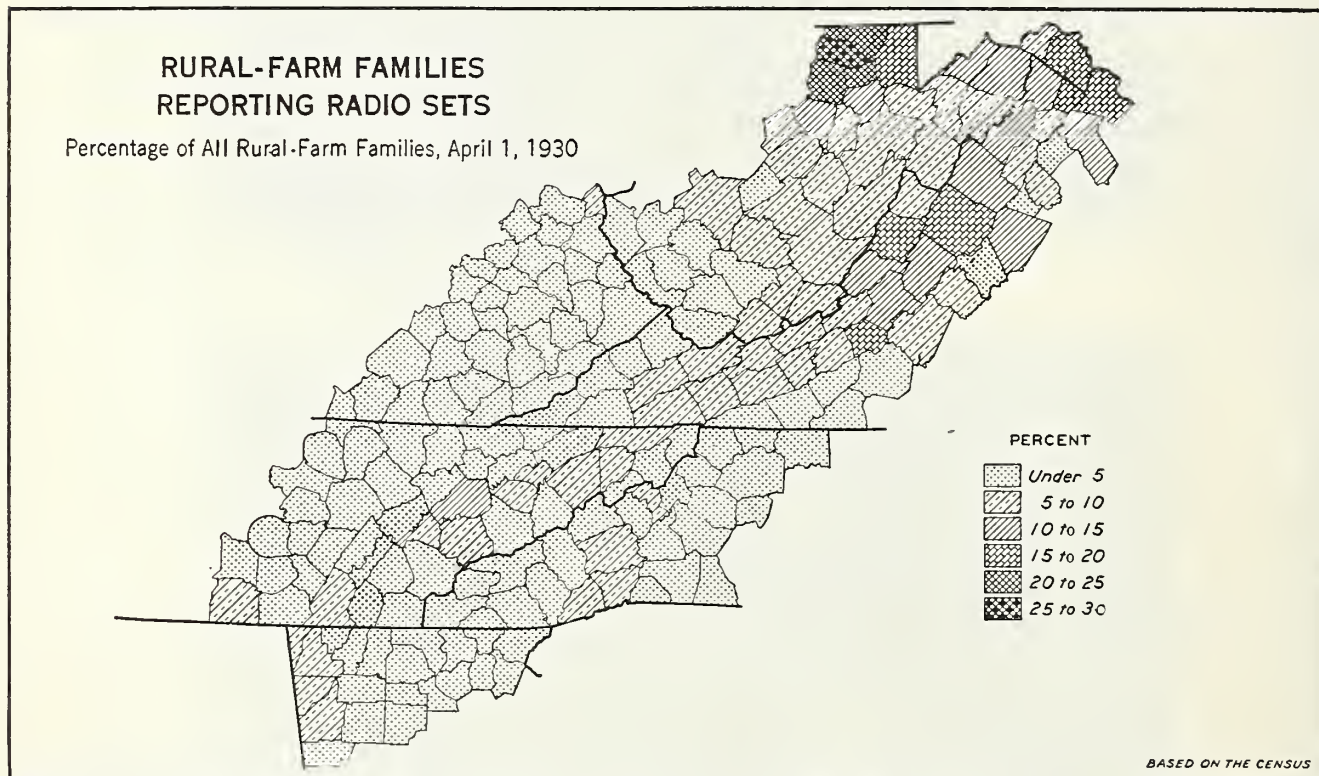 RURAL-FARM FAMILIES
REPORTING RADIO SETS
Percentage of All Rural-Farm Families, April 1, 1930
PERCENT
Under 5
5 to 10
10 to 15
15 to 20
20 to 25
25 to 30
BASED ON THE CENSUS